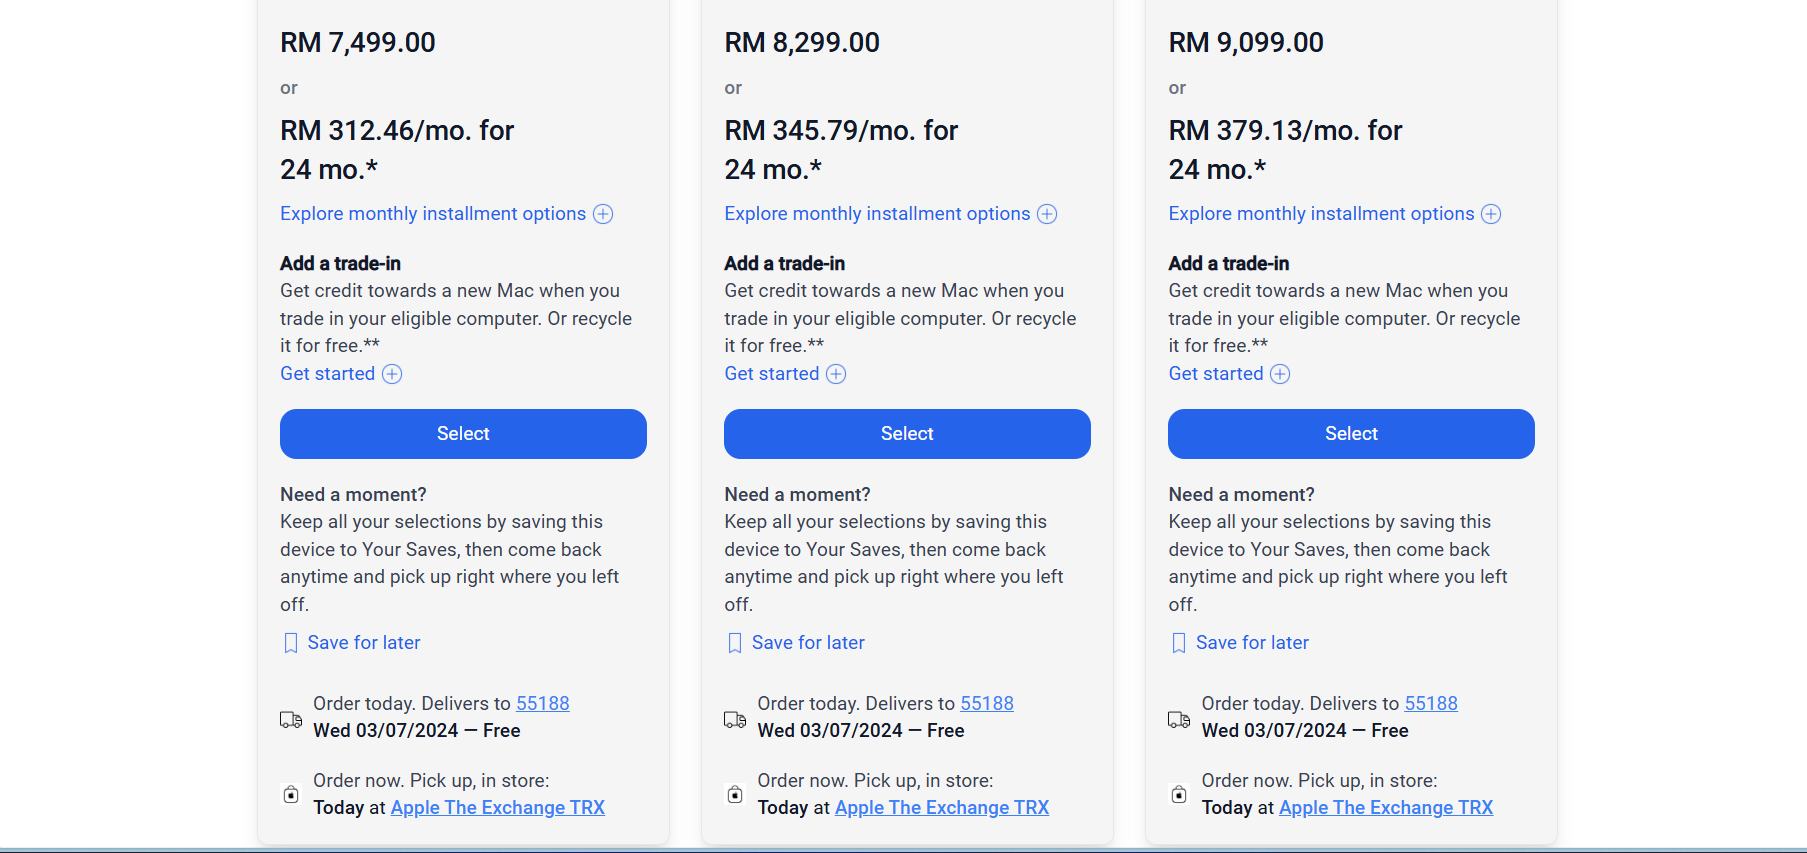 RM 7,499.00
or
RM 312.46/mo. for
24 mo.*
Explore monthly installment options
Add a trade-in
Get credit towards a new Mac when you
trade in your eligible computer. Or recycle
it for free.**
Get started
Select
Need a moment?
Keep all your selections by saving this
device to Your Saves, then come back
anytime and pick up right where you left
off.
Save for later
Order today. Delivers to 55188
Wed 03/07/2024 — Free
Order now. Pick up, in store:
Today at Apple The Exchange TRX
RM 8,299.00
or
RM 345.79/mo. for
24 mo.*
Explore monthly installment options
Add a trade-in
Get credit towards a new Mac when you
trade in your eligible computer. Or recycle
it for free.**
Get started
Select
Need a moment?
Keep all your selections by saving this
device to Your Saves, then come back
anytime and pick up right where you left
off.
Save for later
Order today. Delivers to 55188
Wed 03/07/2024 — Free
Order now. Pick up, in store:
Today at Apple The Exchange TRX
RM 9,099.00
or
RM 379.13/mo. for
24 mo.*
Explore monthly installment options
Add a trade-in
Get credit towards a new Mac when you
trade in your eligible computer. Or recycle
it for free.**
Get started
Select
Need a moment?
Keep all your selections by saving this
device to Your Saves, then come back
anytime and pick up right where you left
off.
Save for later
Order today. Delivers to 55188
Wed 03/07/2024 — Free
Order now. Pick up, in store:
Today at Apple The Exchange TRX